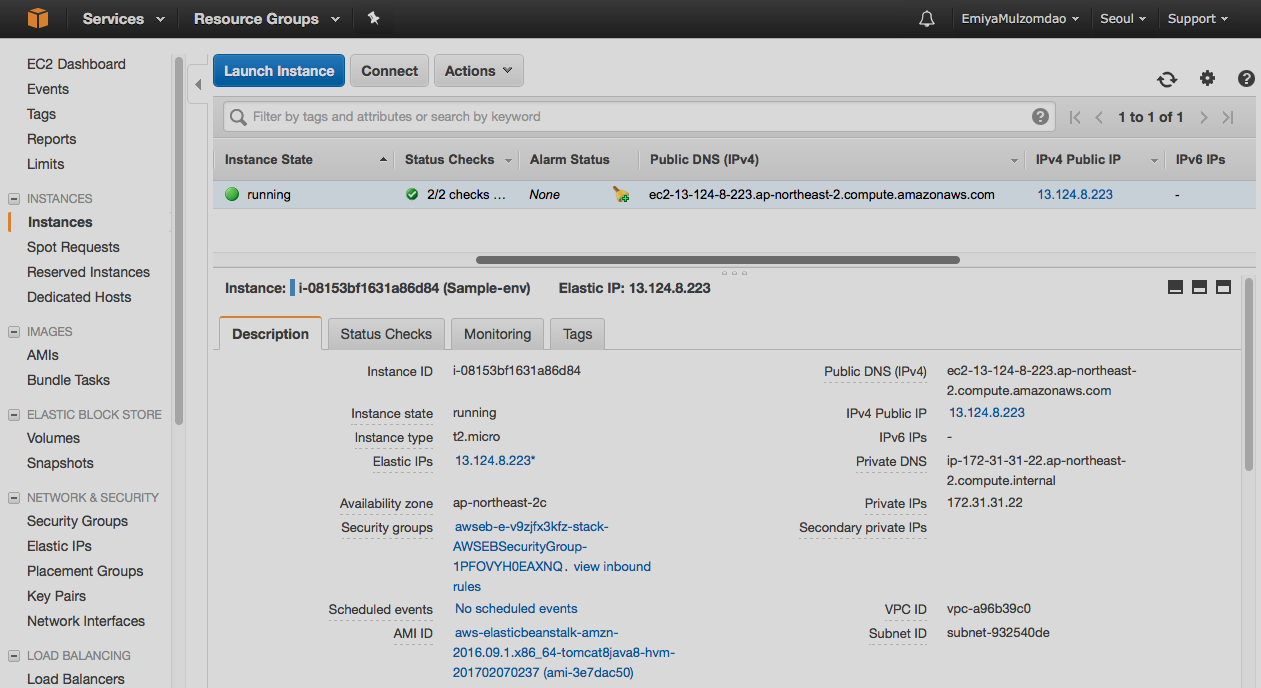 Services Resource Groups EmiyaMulzomdao Seoul Support
EC2 Dashboard
Events
Tags
Reports
Limits
INSTANCES
Instances
Spot Requests
Reserved Instances
Dedicated Hosts
IMAGES
AMIs
Bundle Tasks
ELASTIC BLOCK STORE
Volumes
Snapshots
NETWORK & SECURITY
Security Groups
Elastic IPs
Placement Groups
Key Pairs
Network Interfaces
LOAD BALANCING
Load Balancers
Launch Instance Connect Actions
Filter by tags and attributes or search by keyword 1 to 1 of 1
Instance State Status Checks Alarm Status Public DNS (IPv4) IPv4 Public IP IPv6 IPs
running 2/2 checks ... None ec2-13-124-8-223.ap-northeast-2.compute.amazonaws.com 13.124.8.223 -
Instance: i-08153bf1631a86d84 (Sample-env) Elastic IP: 13.124.8.223
Description Status Checks Monitoring Tags
Instance ID i-08153bf1631a86d84
Instance state running
Instance type t2.micro
Elastic IPs 13.124.8.223*
Availability zone ap-northeast-2c
Security groups awseb-e-v9zjfx3kfz-stack-
AWSEBSecurityGroup-
1PFOVYH0EAXNQ . view inbound
rules
Scheduled events No scheduled events
AMI ID aws-elasticbeanstalk-amzn-
2016.09.1.x86_64-tomcat8java8-hvm-
201702070237 (ami-3e7dac50)
Public DNS (IPv4) ec2-13-124-8-223.ap-northeast-
2.compute.amazonaws.com
IPv4 Public IP 13.124.8.223
IPv6 IPs -
Private DNS ip-172-31-31-22.ap-northeast-
2.compute.internal
Private IPs 172.31.31.22
Secondary private IPs
VPC ID vpc-a96b39c0
Subnet ID subnet-932540de